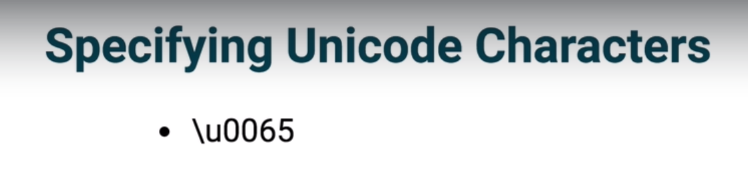 Specifying Unicode Characters
• \u0065